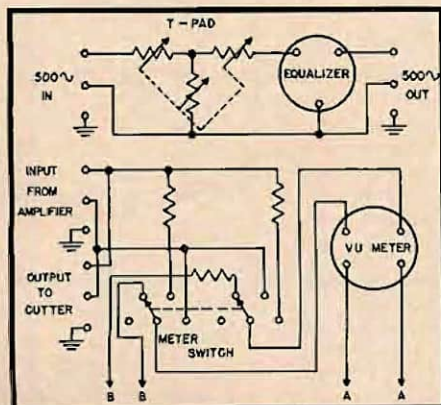 T-PAD
500~
IN
EQUALIZER
500~
OUT
INPUT
FROM
AMPLIFIER
OUTPUT
TO
CUTTER
VU METER
METER
SWITCH
B
B
A
A